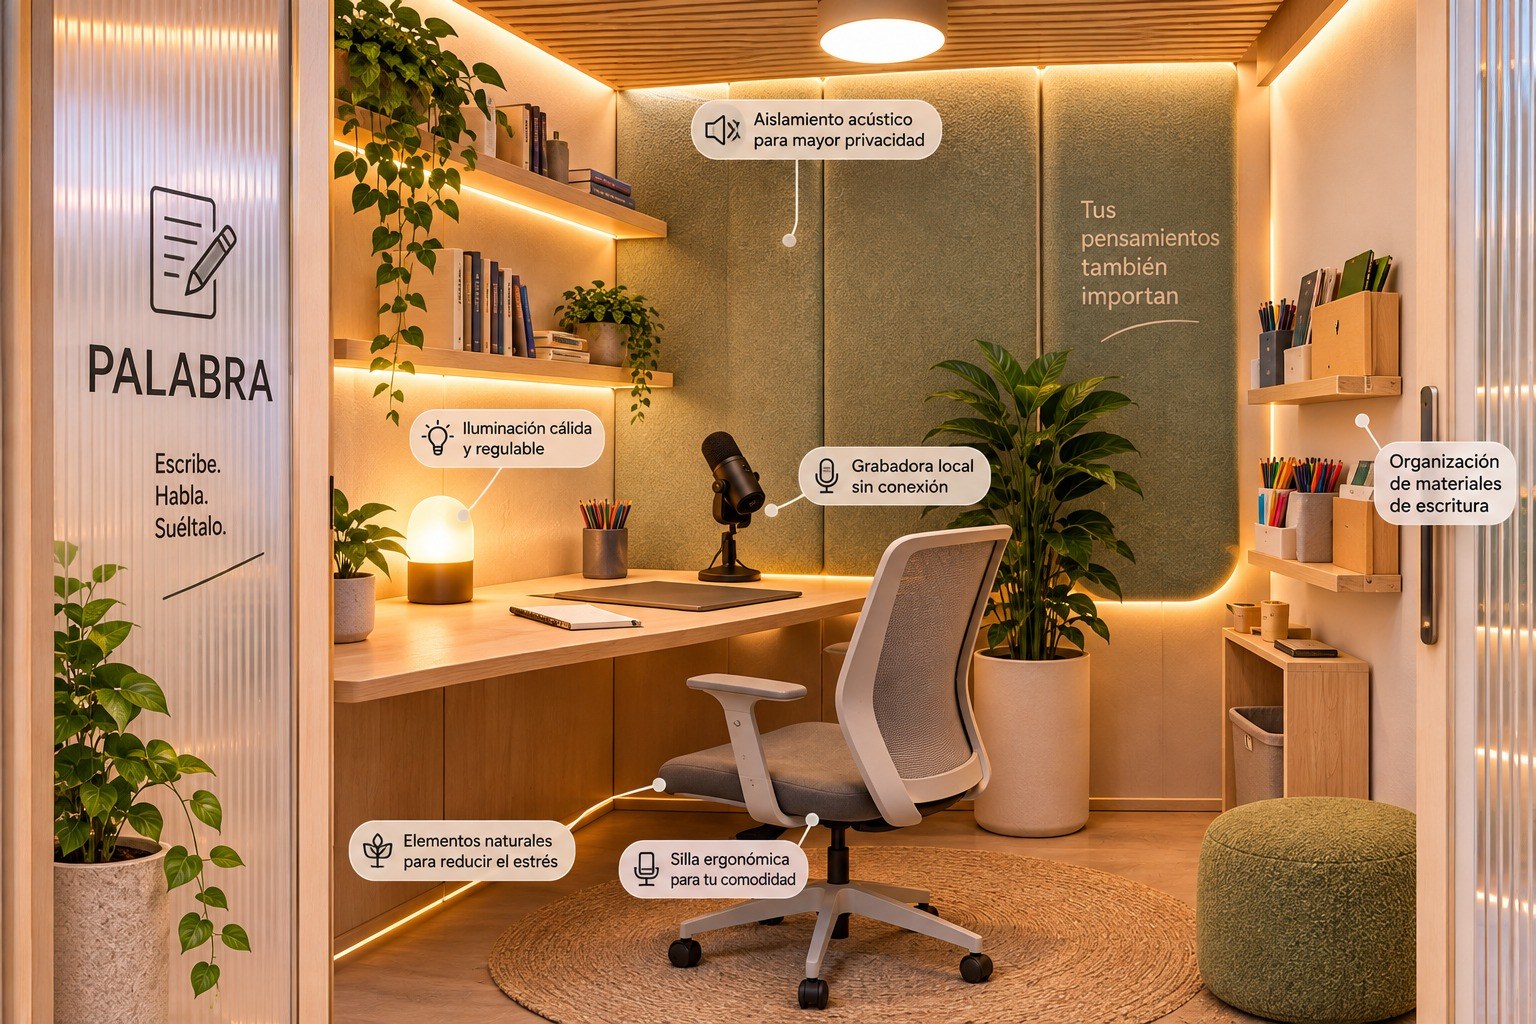 PALABRA
Escribe.
Habla.
Suéltalo.
Aislamiento acústico
para mayor privacidad
Tus
pensamientos
también
importan
Iluminación cálida
y regulable
Grabadora local
sin conexión
Organización
de materiales
de escritura
Elementos naturales
para reducir el estrés
Silla ergonómica
para tu comodidad